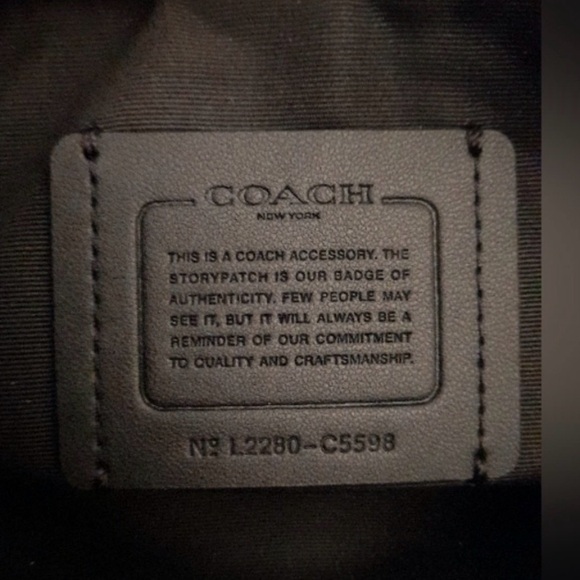 COACH
NEW YORK
THIS IS A COACH ACCESSORY. THE
STORYPATCH IS OUR BADGE OF
AUTHENTICITY. FEW PEOPLE MAY
SEE IT, BUT IT WILL ALWAYS BE A
REMINDER OF OUR COMMITMENT
TO QUALITY AND CRAFTSMANSHIP.
Nº L2280-C5598